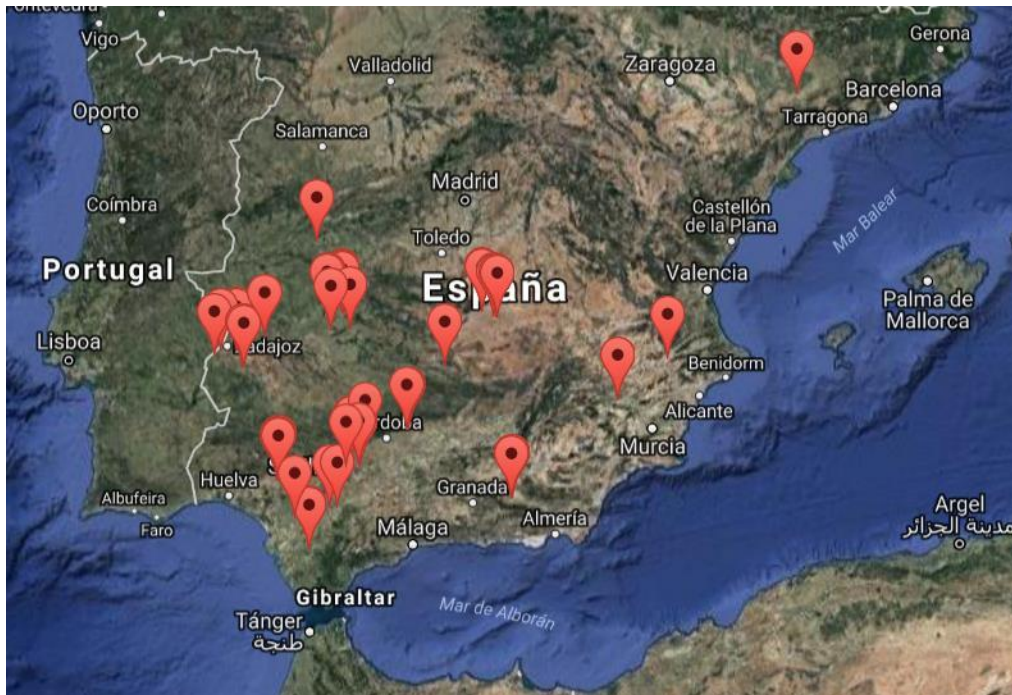 Vigo
Gerona
Valladolid
Zaragoza
Barcelona
Oporto
Tarragona
Salamanca
Madrid
Coímbra
Castellón
de la Plana
Mar Balear
Toledo
Portugal
Valencia
España
Palma de
Mallorca
Lisboa
Badajoz
Benidorm
Alicante
Murcia
Huelva
Granada
Albufeira
Faro
Málaga
Almería
Argel
مدينة الجزائر
Gibraltar
Mar de Alborán
Tánger
طنجة